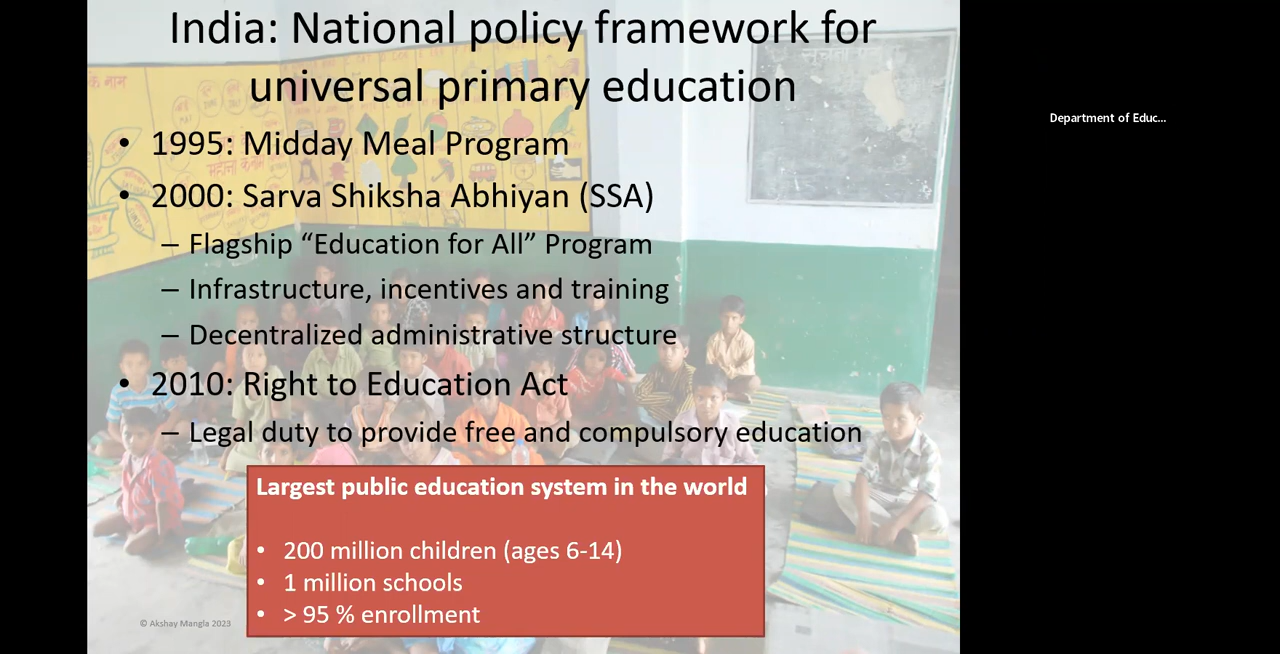 India: National policy framework for
universal primary education
• 1995: Midday Meal Program
• 2000: Sarva Shiksha Abhiyan (SSA)
– Flagship “Education for All” Program
– Infrastructure, incentives and training
– Decentralized administrative structure
• 2010: Right to Education Act
– Legal duty to provide free and compulsory education
Largest public education system in the world
• 200 million children (ages 6-14)
• 1 million schools
• > 95 % enrollment
© Akshay Mangla 2023
Department of Educ...